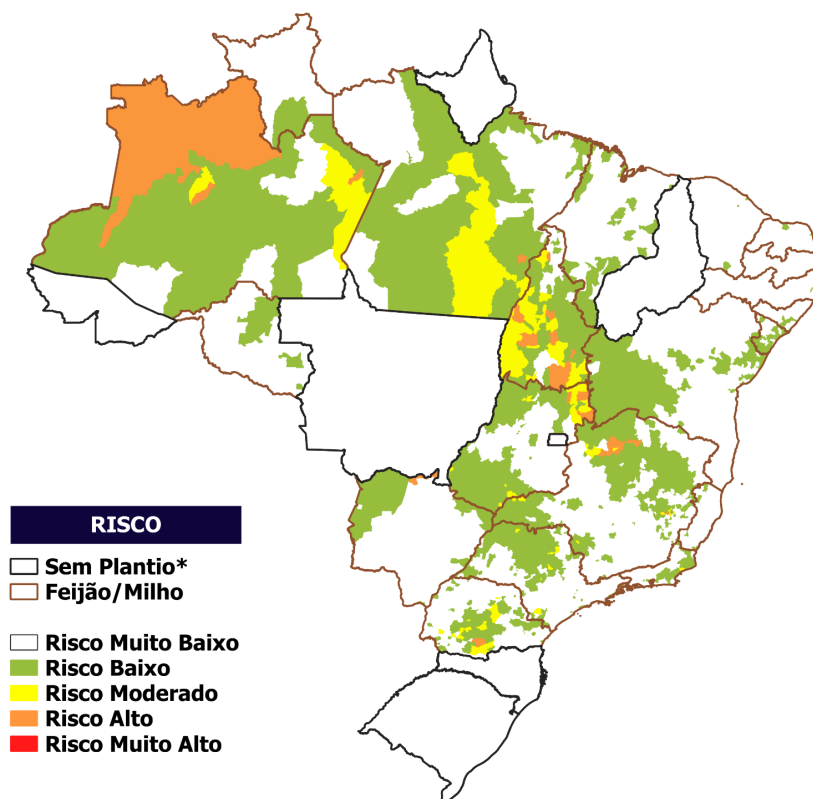 RISCO
Sem Plantio*
Feijão/Milho
Risco Muito Baixo
Risco Baixo
Risco Moderado
Risco Alto
Risco Muito Alto